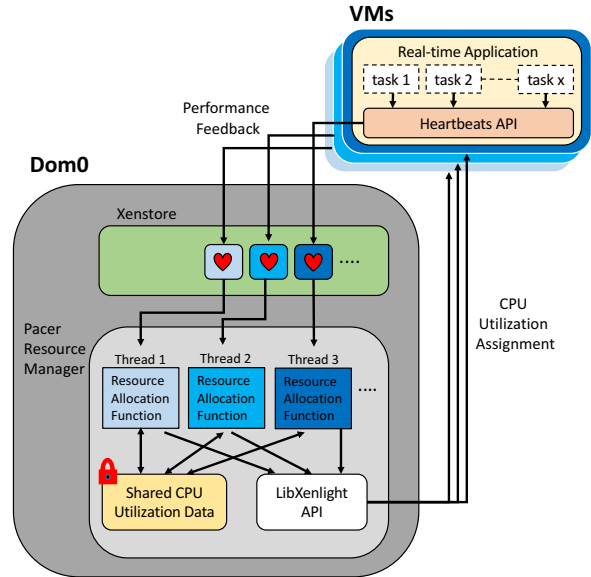 VMs
Real-time Application
task 1
task 2
task x
Heartbeats API
Performance
Feedback
Dom0
Xenstore
....
CPU
Utilization
Assignment
Pacer
Resource
Manager
Thread 1
Thread 2
Thread 3
Resource
Allocation
Function
Resource
Allocation
Function
Resource
Allocation
Function
....
Shared CPU
Utilization Data
LibXenlight
API